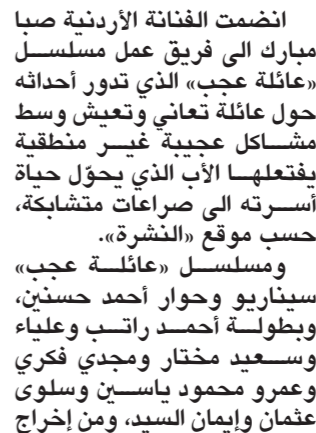 انضمت الفنانة الأردنية صبا
مبارك الى فريق عمل مسلسل
«عائلة عجب» الذي تدور أحداثه
حول عائلة تعاني وتعيش وسط
مشاكل عجيبة غير منطقية
يفتعلها الأب الذي يحوّل حياة
أسرته الى صراعات متشابكة،
حسب موقع «النشرة».
ومسلسل «عائلة عجب»
سيناريو وحوار أحمد حسنين،
وبطولة أحمد راتب وعلياء
وسعيد مختار ومجدي فكري
وعمرو محمود ياسين وسلوى
عثمان وإيمان السيد، ومن إخراج